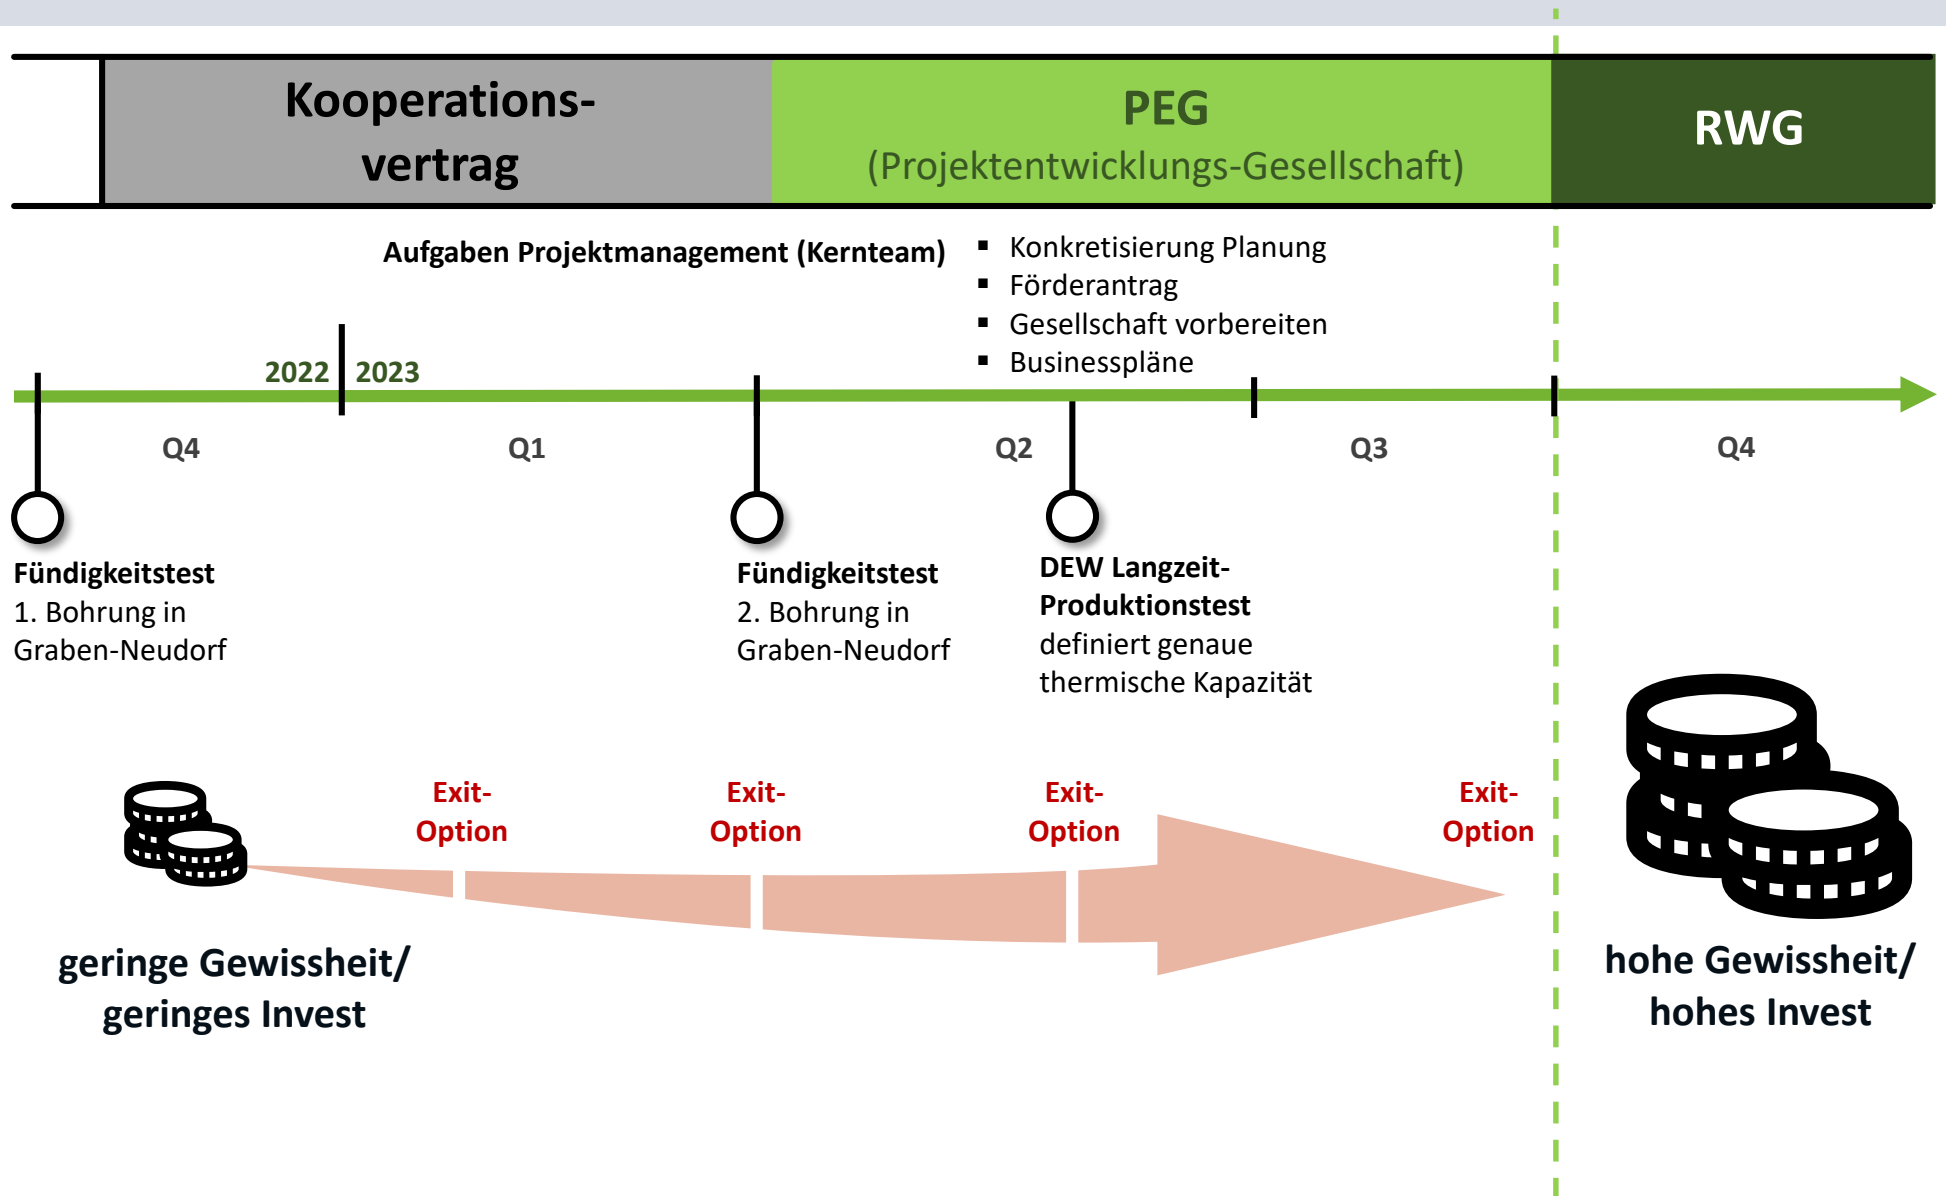 Kooperations-
vertrag
PEG
(Projektentwicklungs-Gesellschaft)
RWG
Aufgaben Projektmanagement (Kernteam)
▪ Konkretisierung Planung
▪ Förderantrag
▪ Gesellschaft vorbereiten
▪ Businesspläne
2022
2023
Q4
Q1
Q2
Q3
Q4
Fündigkeitstest
1. Bohrung in
Graben-Neudorf
Fündigkeitstest
2. Bohrung in
Graben-Neudorf
DEW Langzeit-
Produktionstest
definiert genaue
thermische Kapazität
Exit-
Option
Exit-
Option
Exit-
Option
Exit-
Option
geringe Gewissheit/
geringes Invest
hohe Gewissheit/
hohes Invest